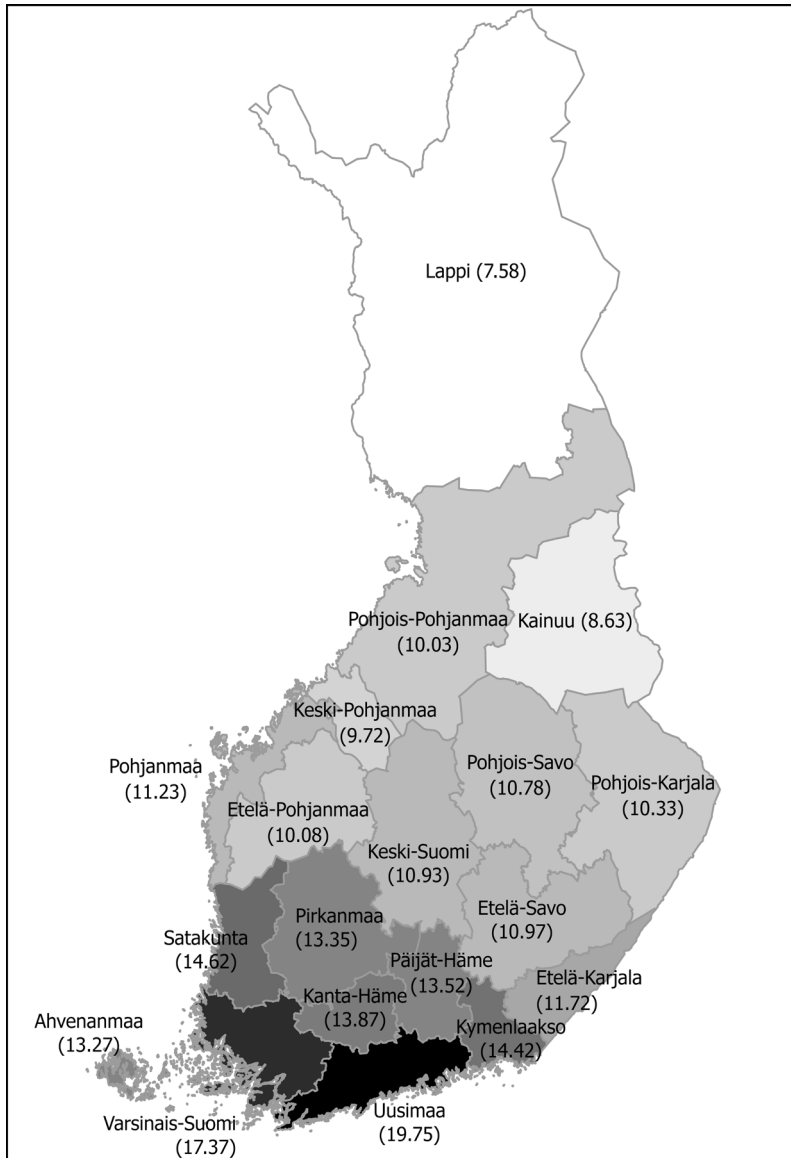 Lappi (7.58)
Pohjois-Pohjanmaa
(10.03)
Kainuu (8.63)
Keski-Pohjanmaa
(9.72)
Pohjanmaa
(11.23)
Pohjois-Savo
(10.78)
Pohjois-Karjala
(10.33)
Etelä-Pohjanmaa
(10.08)
Keski-Suomi
(10.93)
Etelä-Savo
(10.97)
Pirkanmaa
(13.35)
Satakunta
(14.62)
Päijät-Häme
(13.52)
Etelä-Karjala
(11.72)
Kanta-Häme
(13.87)
Ahvenanmaa
(13.27)
Kymenlaakso
(14.42)
Varsinais-Suomi
(17.37)
Uusimaa
(19.75)